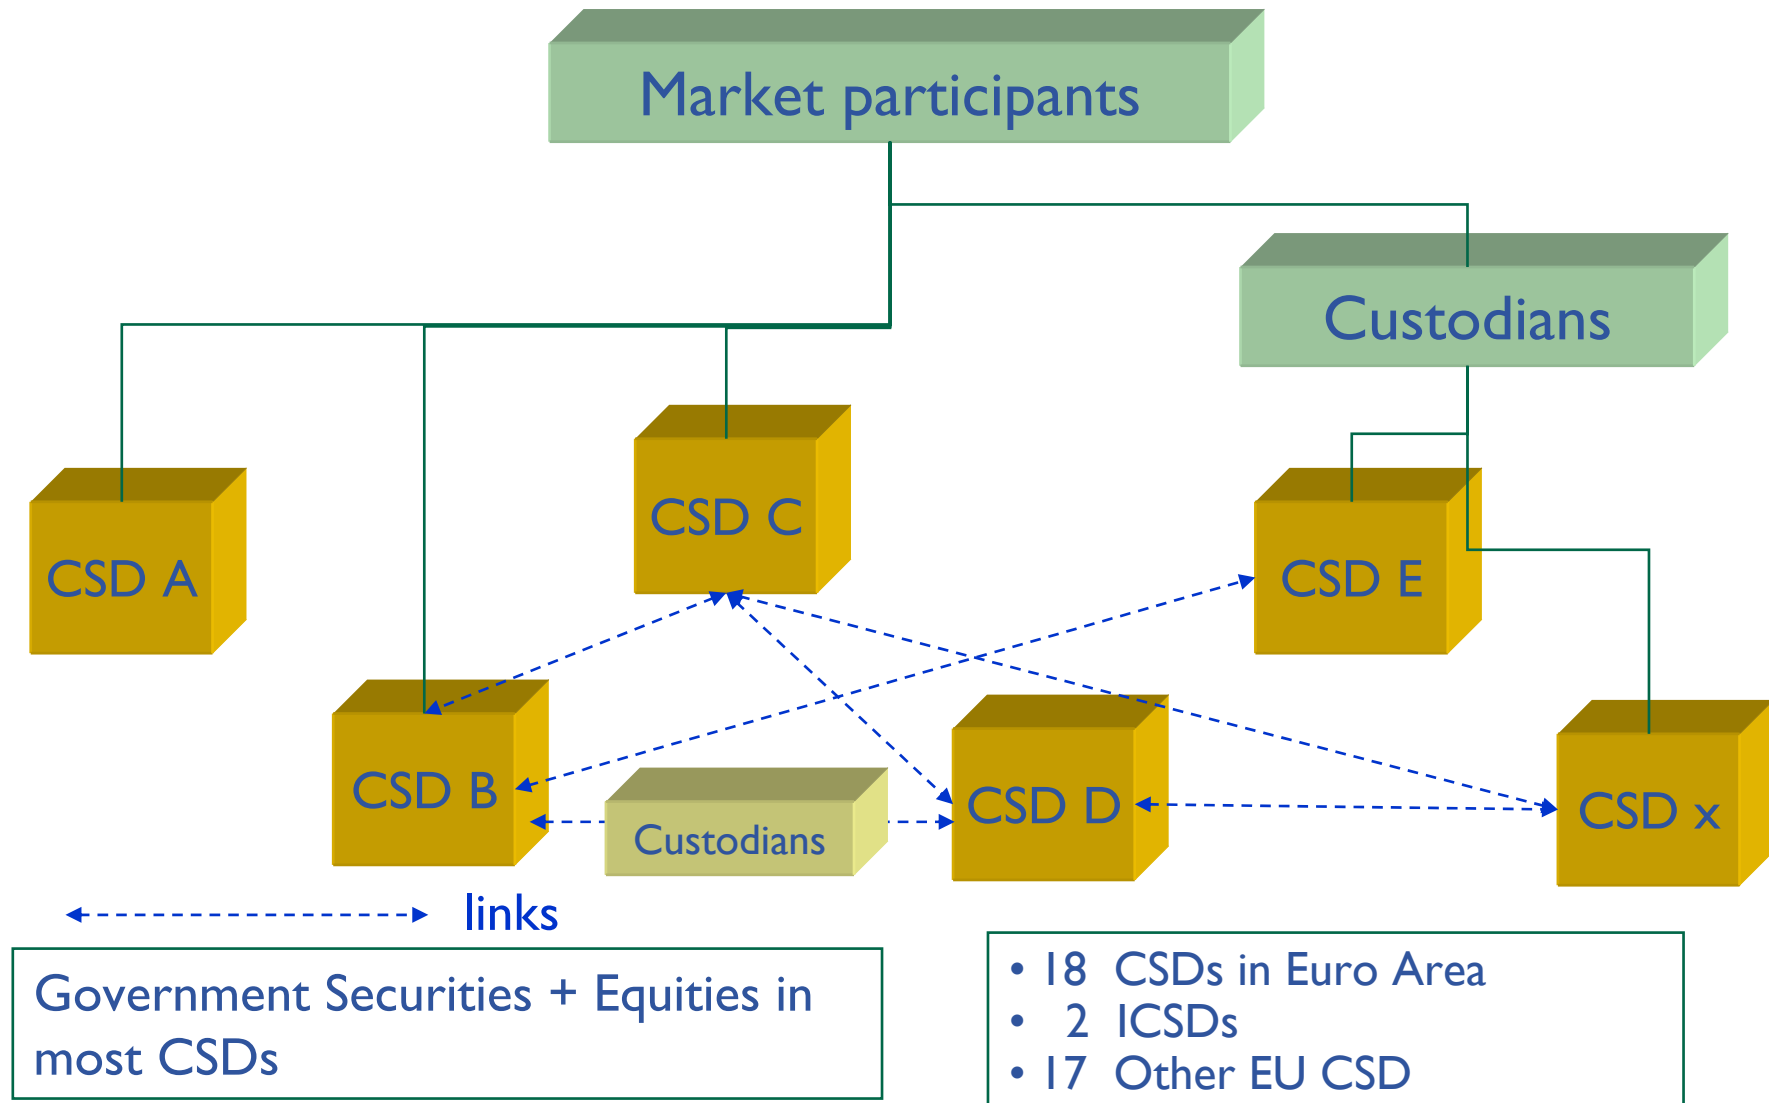 Market participants
Custodians
CSD C
CSD A
CSD E
CSD B
Custodians
CSD D
CSD x
links
Government Securities + Equities in
most CSDs
• 18 CSDs in Euro Area
• 2 ICSDs
• 17 Other EU CSD